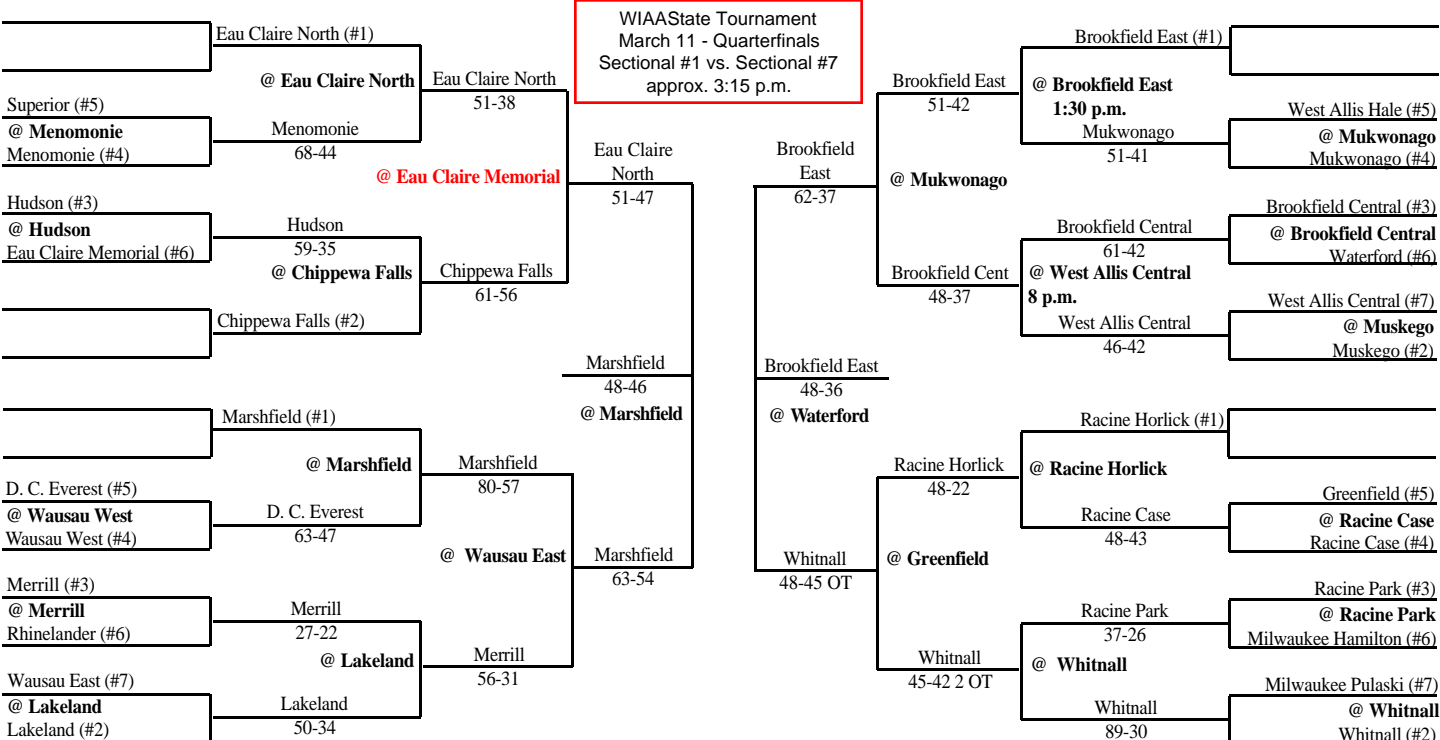 WIAAState Tournament
March 11 - Quarterfinals
Sectional #1 vs. Sectional #7
approx. 3:15 p.m.
Eau Claire North (#1)
@ Eau Claire North
Eau Claire North
51-38
Superior (#5)
@ Menomonie
Menomonie (#4)
Menomonie
68-44
@ Eau Claire Memorial
Eau Claire
North
51-47
Hudson (#3)
@ Hudson
Eau Claire Memorial (#6)
Hudson
59-35
@ Chippewa Falls
Chippewa Falls
61-56
Chippewa Falls (#2)
Marshfield
48-46
@ Marshfield
Marshfield (#1)
@ Marshfield
Marshfield
80-57
D. C. Everest (#5)
@ Wausau West
Wausau West (#4)
D. C. Everest
63-47
@ Wausau East
Marshfield
63-54
Merrill (#3)
@ Merrill
Rhinelander (#6)
Merrill
27-22
@ Lakeland
Merrill
56-31
Wausau East (#7)
@ Lakeland
Lakeland (#2)
Lakeland
50-34
Brookfield East (#1)
Brookfield East
51-42
@ Brookfield East
1:30 p.m.
Mukwonago
51-41
West Allis Hale (#5)
@ Mukwonago
Mukwonago (#4)
Brookfield
East
62-37
@ Mukwonago
Brookfield Central (#3)
@ Brookfield Central
Waterford (#6)
Brookfield Central
61-42
Brookfield Cent
48-37
@ West Allis Central
8 p.m.
West Allis Central
46-42
West Allis Central (#7)
@ Muskego
Muskego (#2)
Brookfield East
48-36
@ Waterford
Racine Horlick (#1)
Racine Horlick
48-22
@ Racine Horlick
Racine Case
48-43
Greenfield (#5)
@ Racine Case
Racine Case (#4)
Whitnall
48-45 OT
@ Greenfield
Racine Park (#3)
@ Racine Park
Milwaukee Hamilton (#6)
Racine Park
37-26
Whitnall
45-42 2 OT
@ Whitnall
Whitnall
89-30
Milwaukee Pulaski (#7)
@ Whitnall
Whitnall (#2)